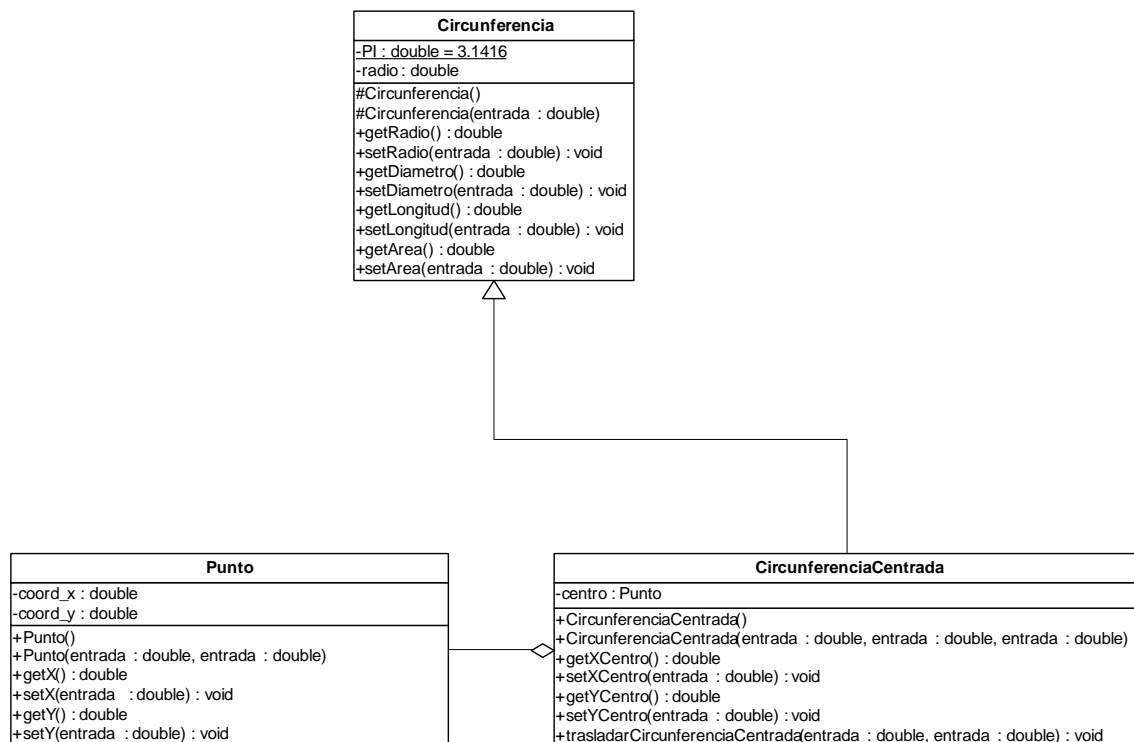 Circunferencia
-PI : double = 3.1416
-radio : double
#Circunferencia()
#Circunferencia(entrada : double)
+getRadio() : double
+setRadio(entrada : double) : void
+getDiametro() : double
+setDiametro(entrada : double) : void
+getLongitud() : double
+setLongitud(entrada : double) : void
+getArea() : double
+setArea(entrada : double) : void
Punto
-coord_x : double
-coord_y : double
+Punto()
+Punto(entrada : double, entrada : double)
+getX() : double
+setX(entrada : double) : void
+getY() : double
+setY(entrada : double) : void
CircunferenciaCentrada
-centro : Punto
+CircunferenciaCentrada()
+CircunferenciaCentrada(entrada : double, entrada : double, entrada : double)
+getXCentro() : double
+setXCentro(entrada : double) : void
+getYCentro() : double
+setYCentro(entrada : double) : void
+trasladarCircunferenciaCentrada(entrada : double, entrada : double) : void